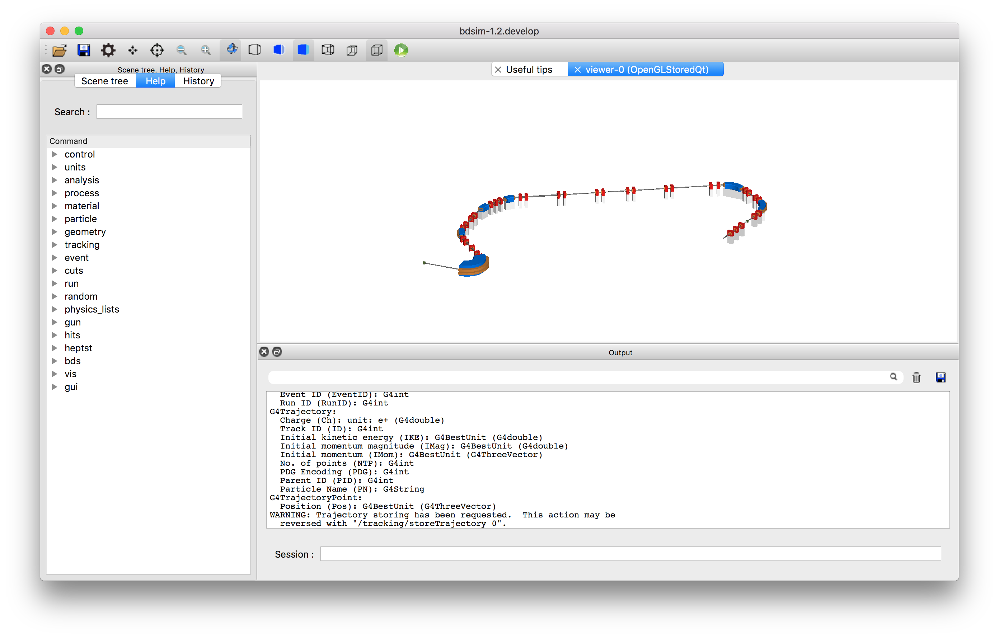 bdsim-1.2.develop
Scene tree, Help, History
Scene tree
Help
History
Search :
Command
control
units
analysis
process
material
particle
geometry
tracking
event
cuts
run
random
physics_lists
gun
hits
heptst
bds
vis
gui
Useful tips
viewer-0 (OpenGLStoredQt)
Output
Event ID (EventID): G4int
Run ID (RunID): G4int
G4Trajectory:
Charge (Ch): unit: e+ (G4double)
Track ID (ID): G4int
Initial kinetic energy (IKE): G4BestUnit (G4double)
Initial momentum magnitude (IMag): G4BestUnit (G4double)
Initial momentum (IMom): G4BestUnit (G4ThreeVector)
No. of points (NTP): G4int
PDG Encoding (PDG): G4int
Parent ID (PID): G4int
Particle Name (PN): G4String
G4TrajectoryPoint:
Position (Pos): G4BestUnit (G4ThreeVector)
WARNING: Trajectory storing has been requested.  This action may be
reversed with "/tracking/storeTrajectory 0".
Session :